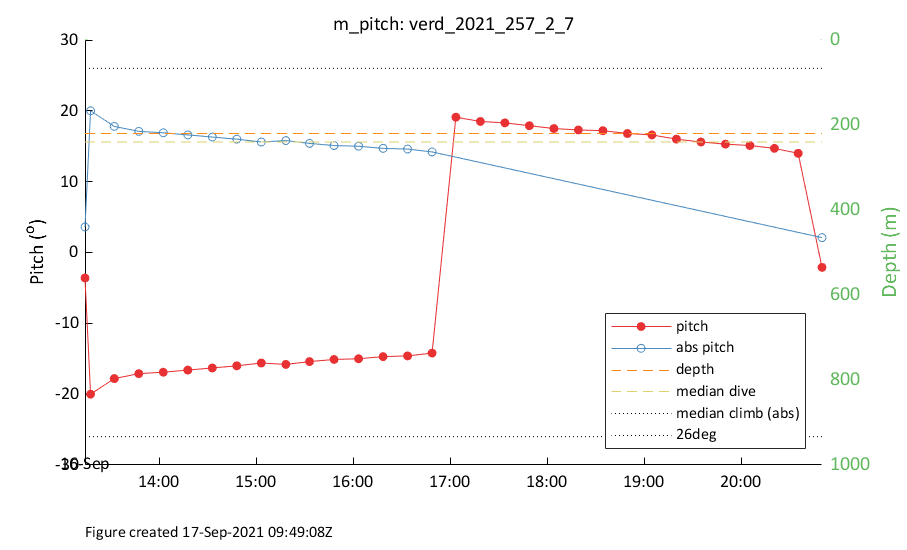 m_pitch: verd_2021_257_2_7
30
20
10
0
-10
-20
-30
Pitch (º)
0
200
400
600
800
1000
Depth (m)
pitch
abs pitch
depth
median dive
median climb (abs)
26deg
16-Sep
14:00 15:00 16:00 17:00 18:00 19:00 20:00
Figure created 17-Sep-2021 09:49:08Z